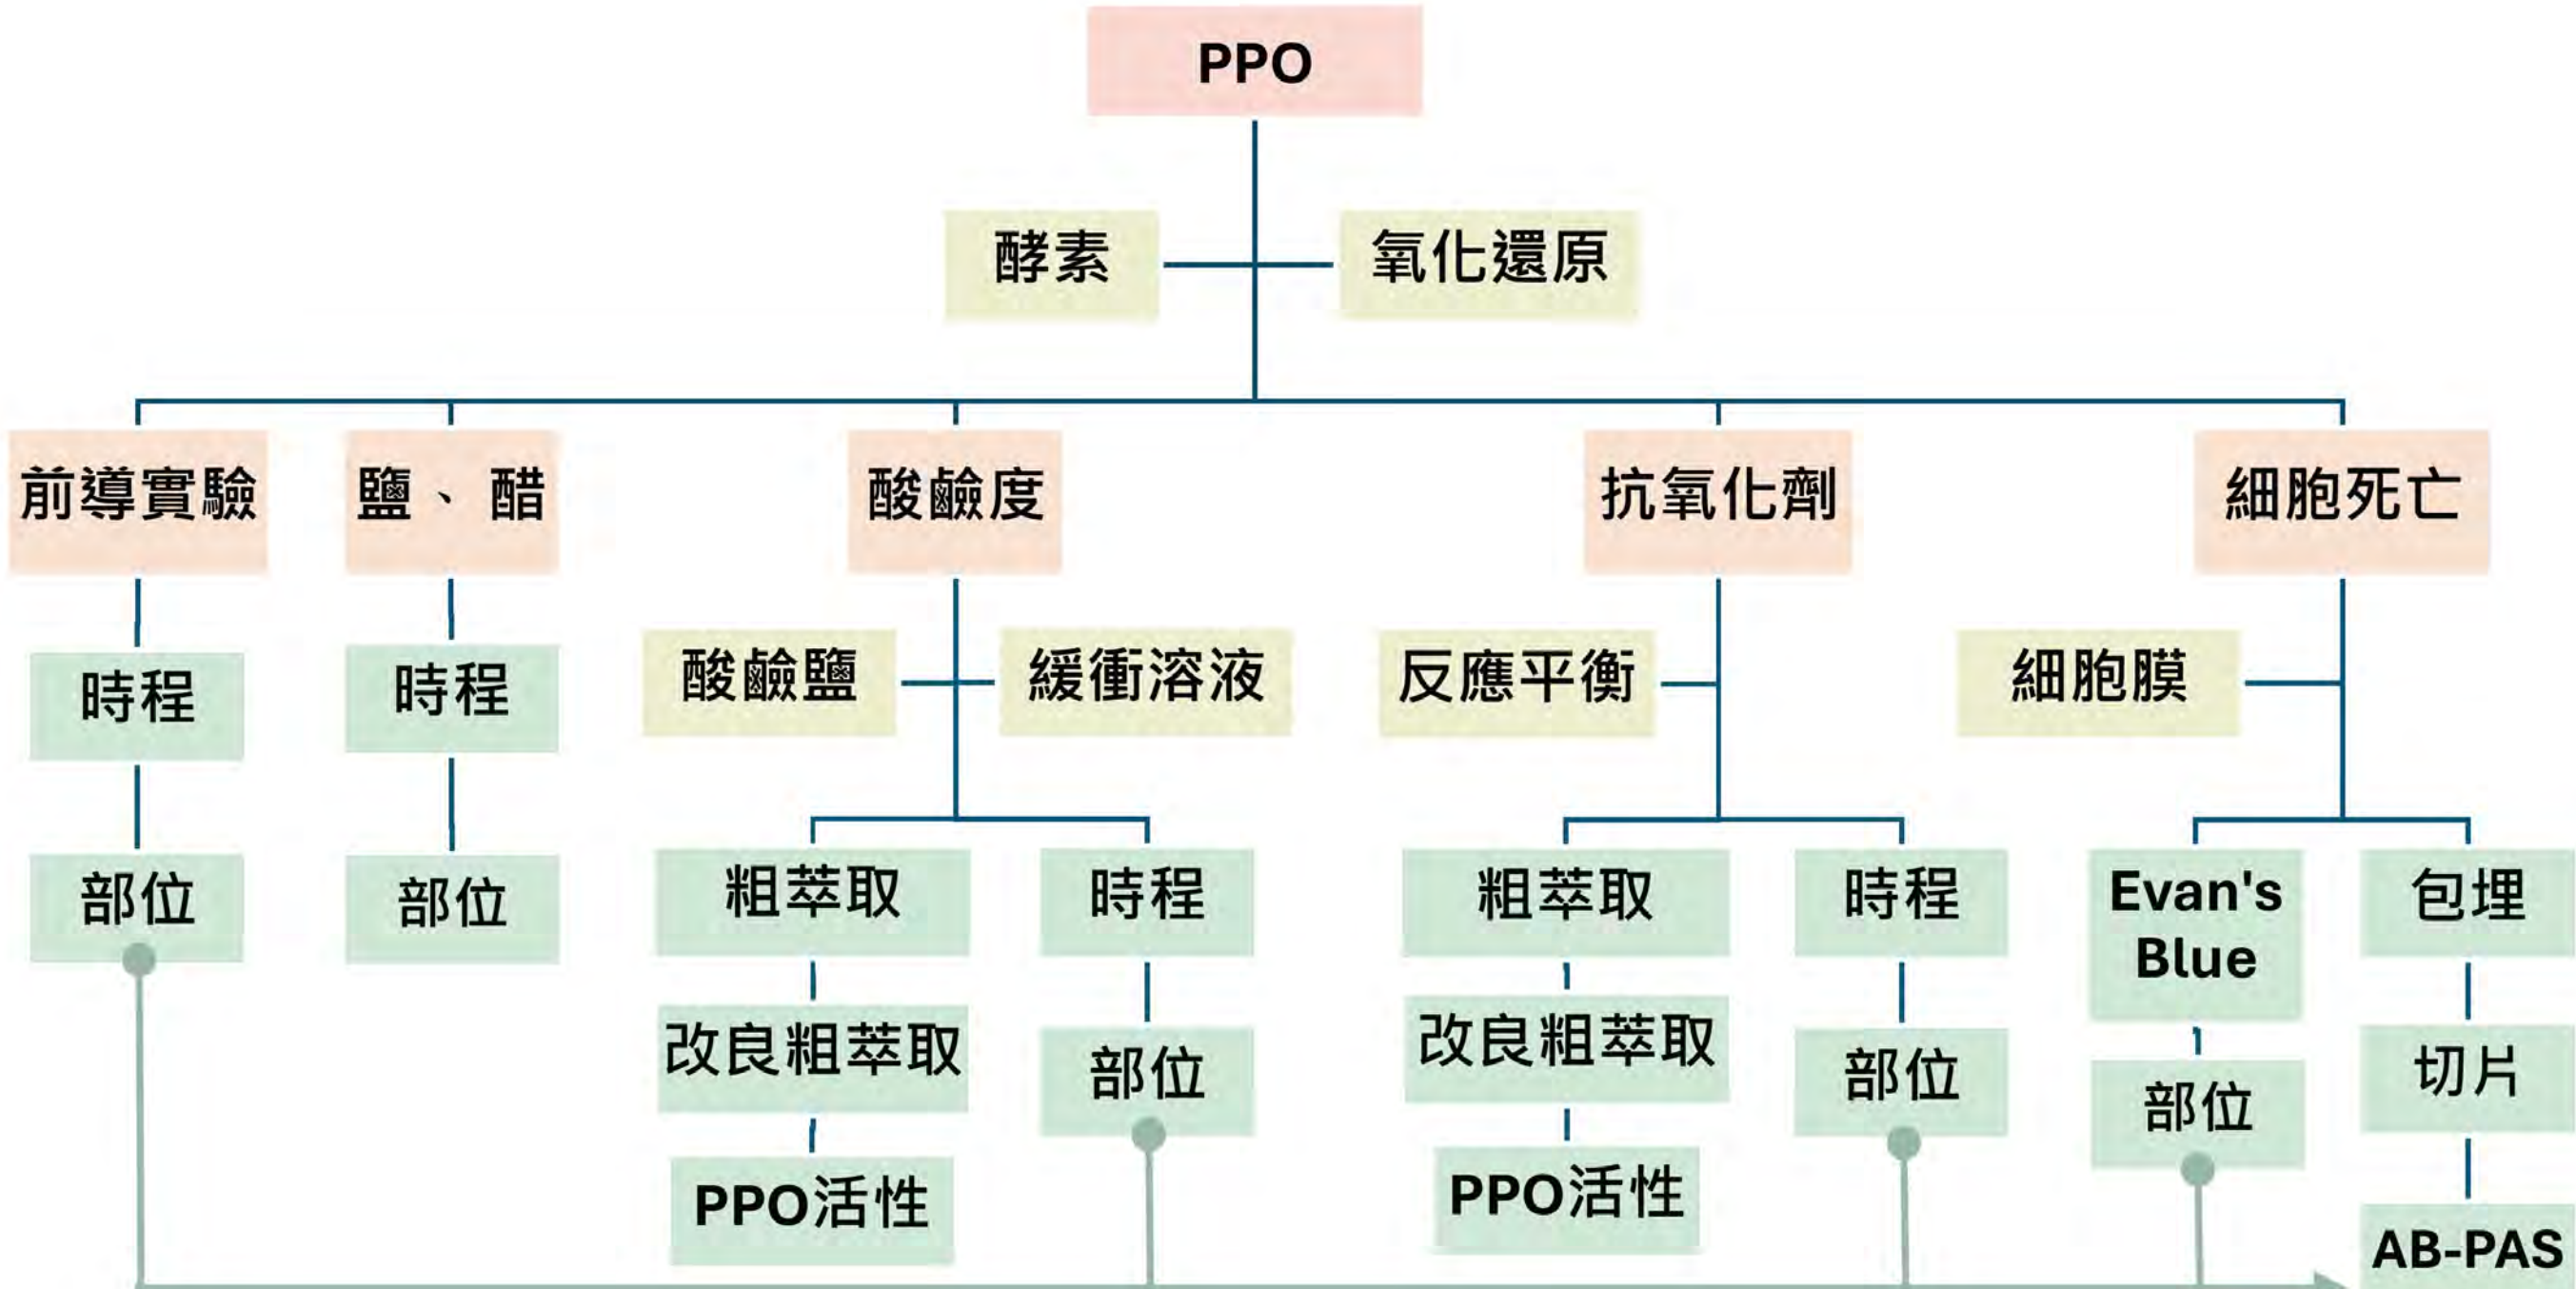 PPO
酵素
氧化還原
前導實驗
鹽、醋
酸鹼度
抗氧化劑
細胞死亡
時程
部位
時程
部位
酸鹼鹽
緩衝溶液
粗萃取
改良粗萃取
PPO活性
時程
部位
反應平衡
粗萃取
改良粗萃取
PPO活性
時程
部位
細胞膜
Evan's
Blue
部位
包埋
切片
AB-PAS